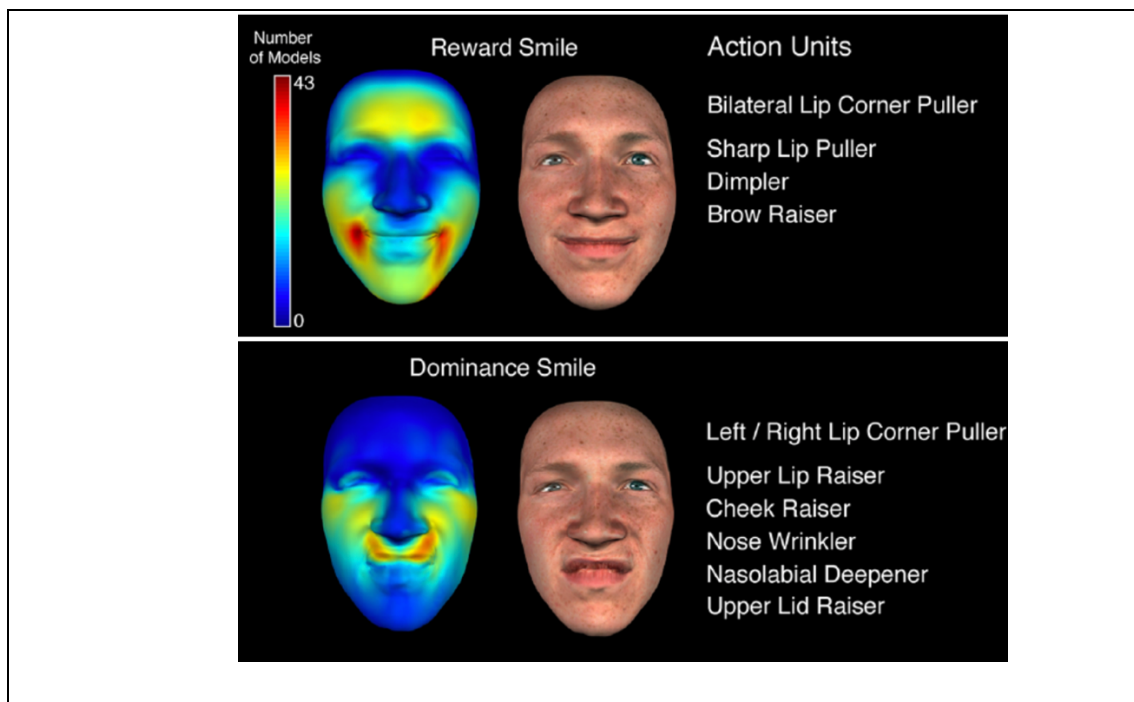 Number
of Models
43
0
Reward Smile
Action Units
Bilateral Lip Corner Puller
Sharp Lip Puller
Dimpler
Brow Raiser
Dominance Smile
Left / Right Lip Corner Puller
Upper Lip Raiser
Cheek Raiser
Nose Wrinkler
Nasolabial Deepener
Upper Lid Raiser